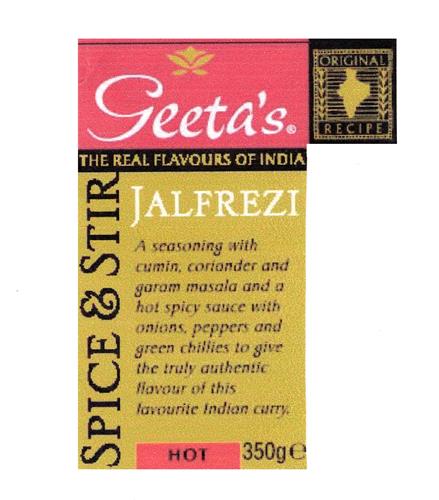 Geeta's®
ORIGINAL
RECIPE
THE REAL FLAVOURS OF INDIA
SPICE & STIR
JALFREZI
A seasoning with
cumin, coriander and
garam masala and a
hot spicy sauce with
onions, peppers and
green chillies to give
the truly authentic
flavour of this
favourite Indian curry.
HOT
350g℮